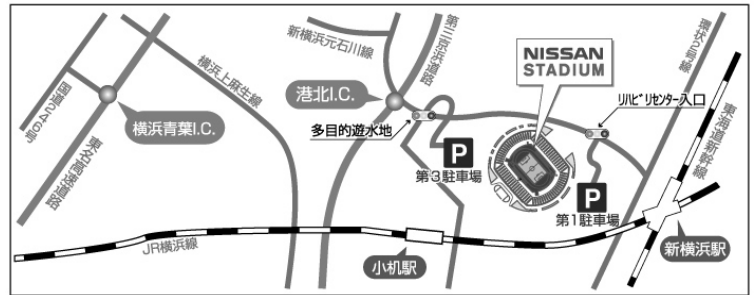 国道246号
横浜青葉I.C.
東名高速道路
横浜上麻生線
新横浜元石川線
第三京浜道路
港北I.C.
多目的遊水地
P
第3駐車場
NISSAN
STADIUM
リハビリセンター入口
P
第1駐車場
環状2号線
東海道新幹線
新横浜駅
小机駅
JR横浜線